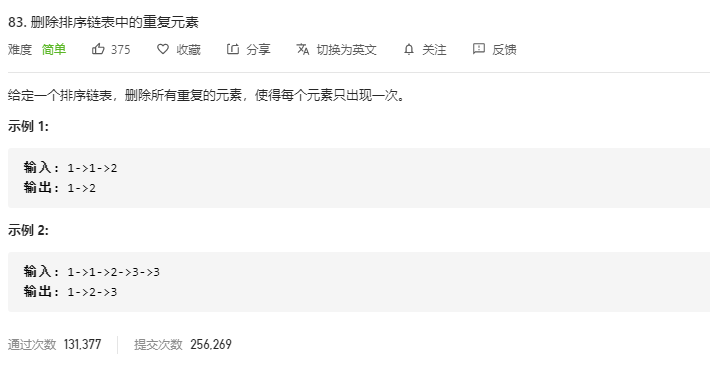 83. 删除排序链表中的重复元素
难度 简单 375 收藏 分享 切换为英文 关注 反馈
给定一个排序链表，删除所有重复的元素，使得每个元素只出现一次。
示例 1:
输入: 1->1->2
输出: 1->2
示例 2:
输入: 1->1->2->3->3
输出: 1->2->3
通过次数 131,377 提交次数 256,269